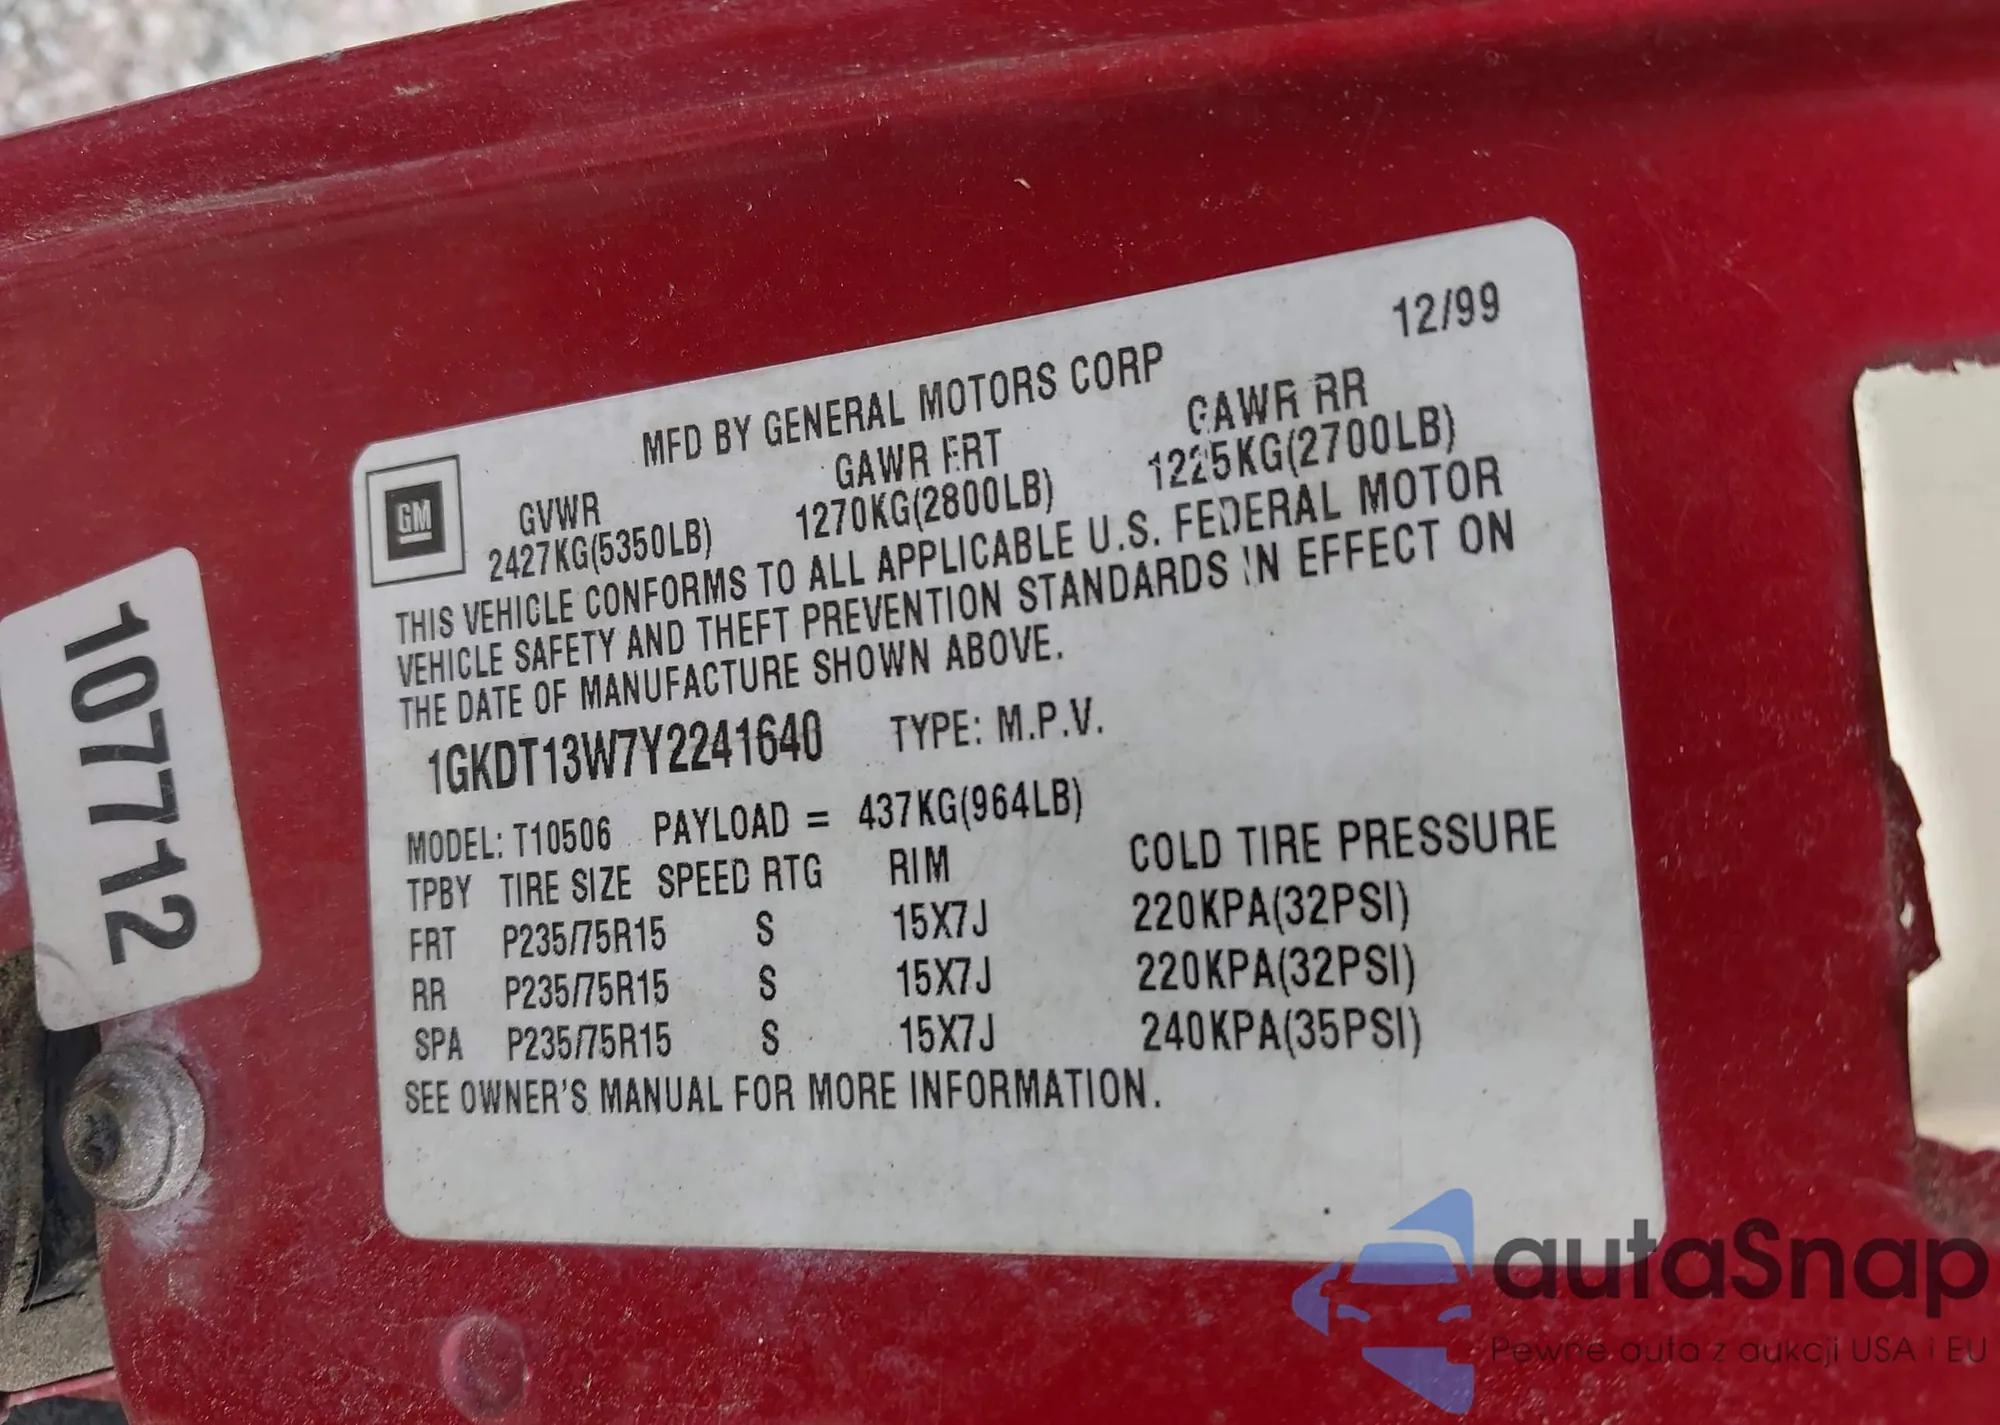 12/99
MFD BY GENERAL MOTORS CORP
GVWR GAWR FRT GAWR RR
2427KG(5350LB) 1270KG(2800LB) 1225KG(2700LB)
GM
THIS VEHICLE CONFORMS TO ALL APPLICABLE U.S. FEDERAL MOTOR
VEHICLE SAFETY AND THEFT PREVENTION STANDARDS IN EFFECT ON
THE DATE OF MANUFACTURE SHOWN ABOVE.
1GKDT13W7Y2241640 TYPE: M.P.V.
MODEL: T10506 PAYLOAD = 437KG(964LB)
TPBY TIRE SIZE SPEED RTG RIM COLD TIRE PRESSURE
FRT P235/75R15 S 15X7J 220KPA(32PSI)
RR P235/75R15 S 15X7J 220KPA(32PSI)
SPA P235/75R15 S 15X7J 240KPA(35PSI)
SEE OWNER'S MANUAL FOR MORE INFORMATION.
107712
autaSnap
Pewne auta z aukcji USA i EU